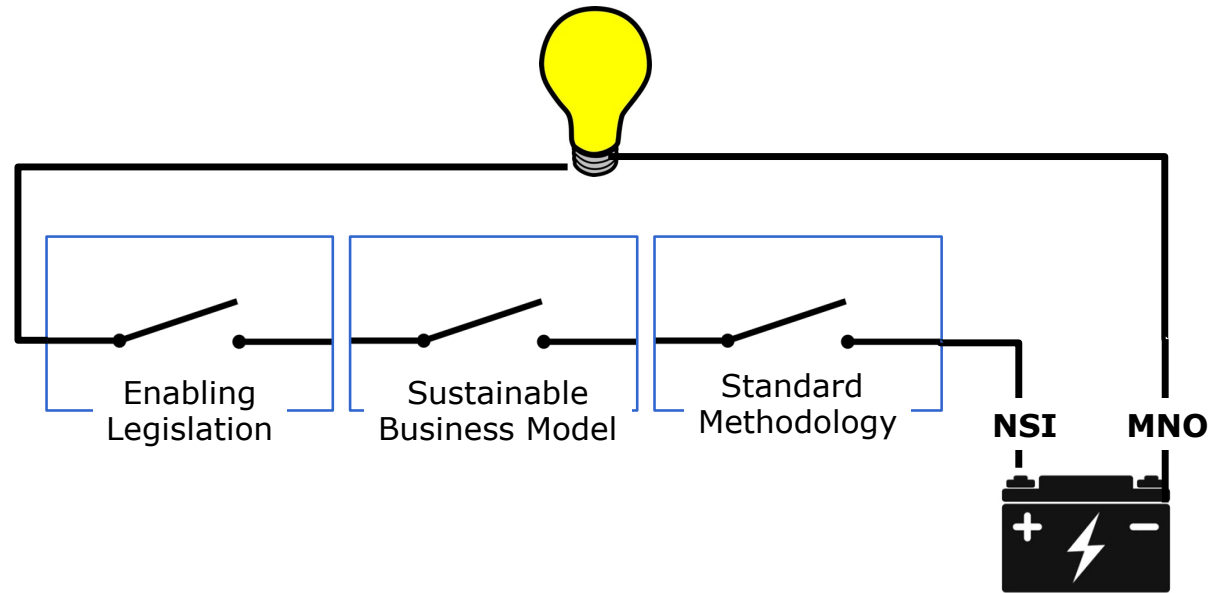 Enabling
Legislation
Sustainable
Business Model
Standard
Methodology
NSI
MNO
+
−